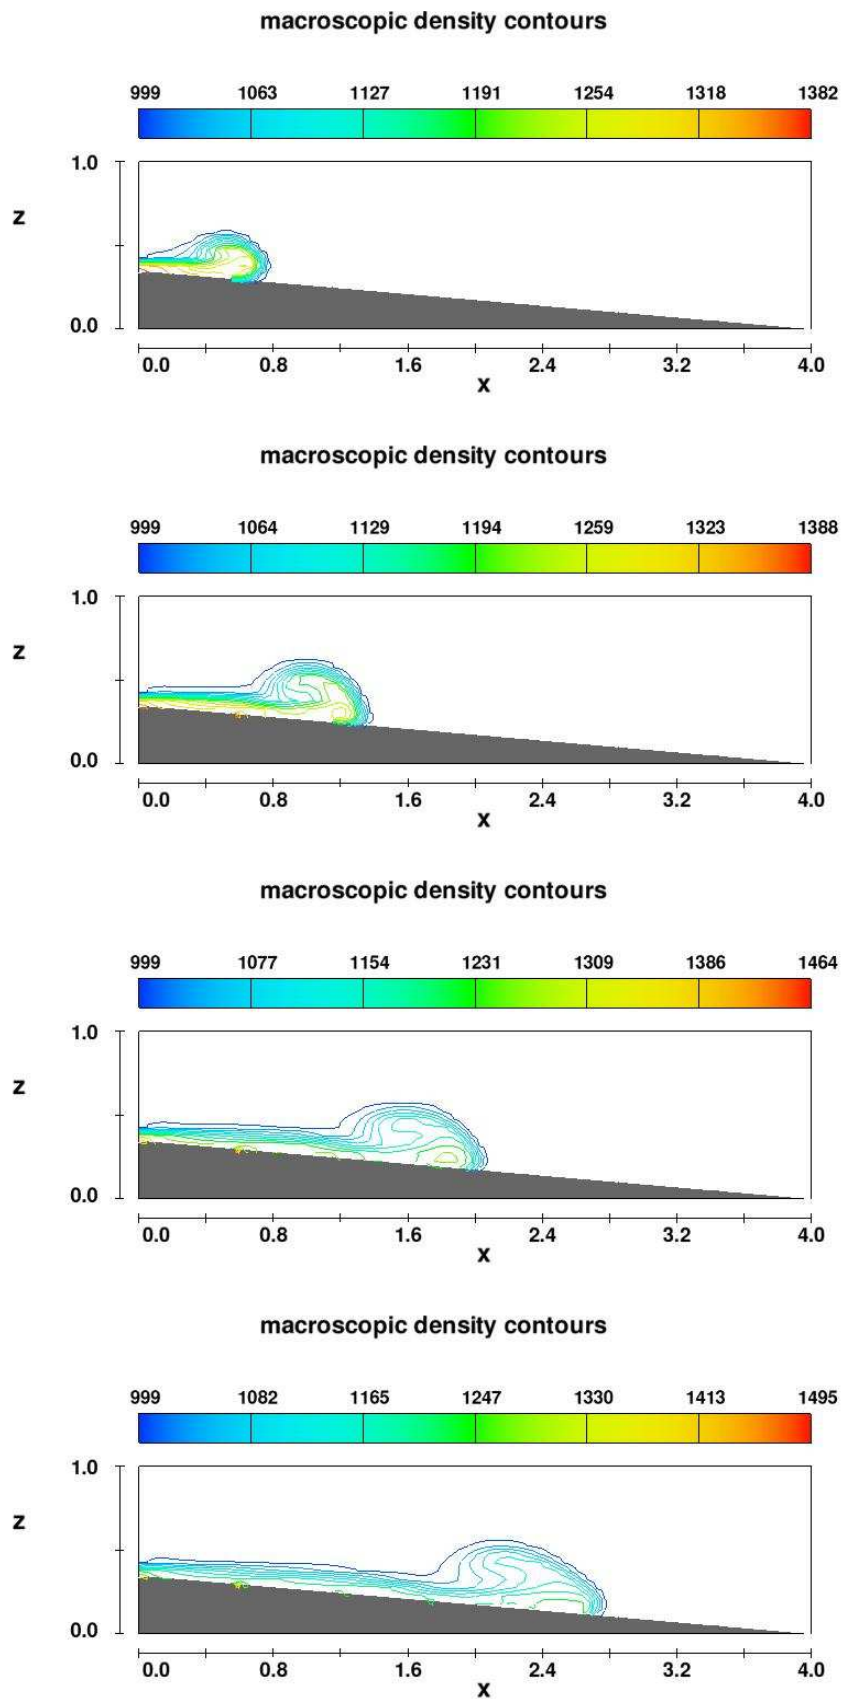 macroscopic density contours
999 1063 1127 1191 1254 1318 1382
1.0
z
0.0
0.0 0.8 1.6 2.4 3.2 4.0
x
macroscopic density contours
999 1064 1129 1194 1259 1323 1388
1.0
z
0.0
0.0 0.8 1.6 2.4 3.2 4.0
x
macroscopic density contours
999 1077 1154 1231 1309 1386 1464
1.0
z
0.0
0.0 0.8 1.6 2.4 3.2 4.0
x
macroscopic density contours
999 1082 1165 1247 1330 1413 1495
1.0
z
0.0
0.0 0.8 1.6 2.4 3.2 4.0
x